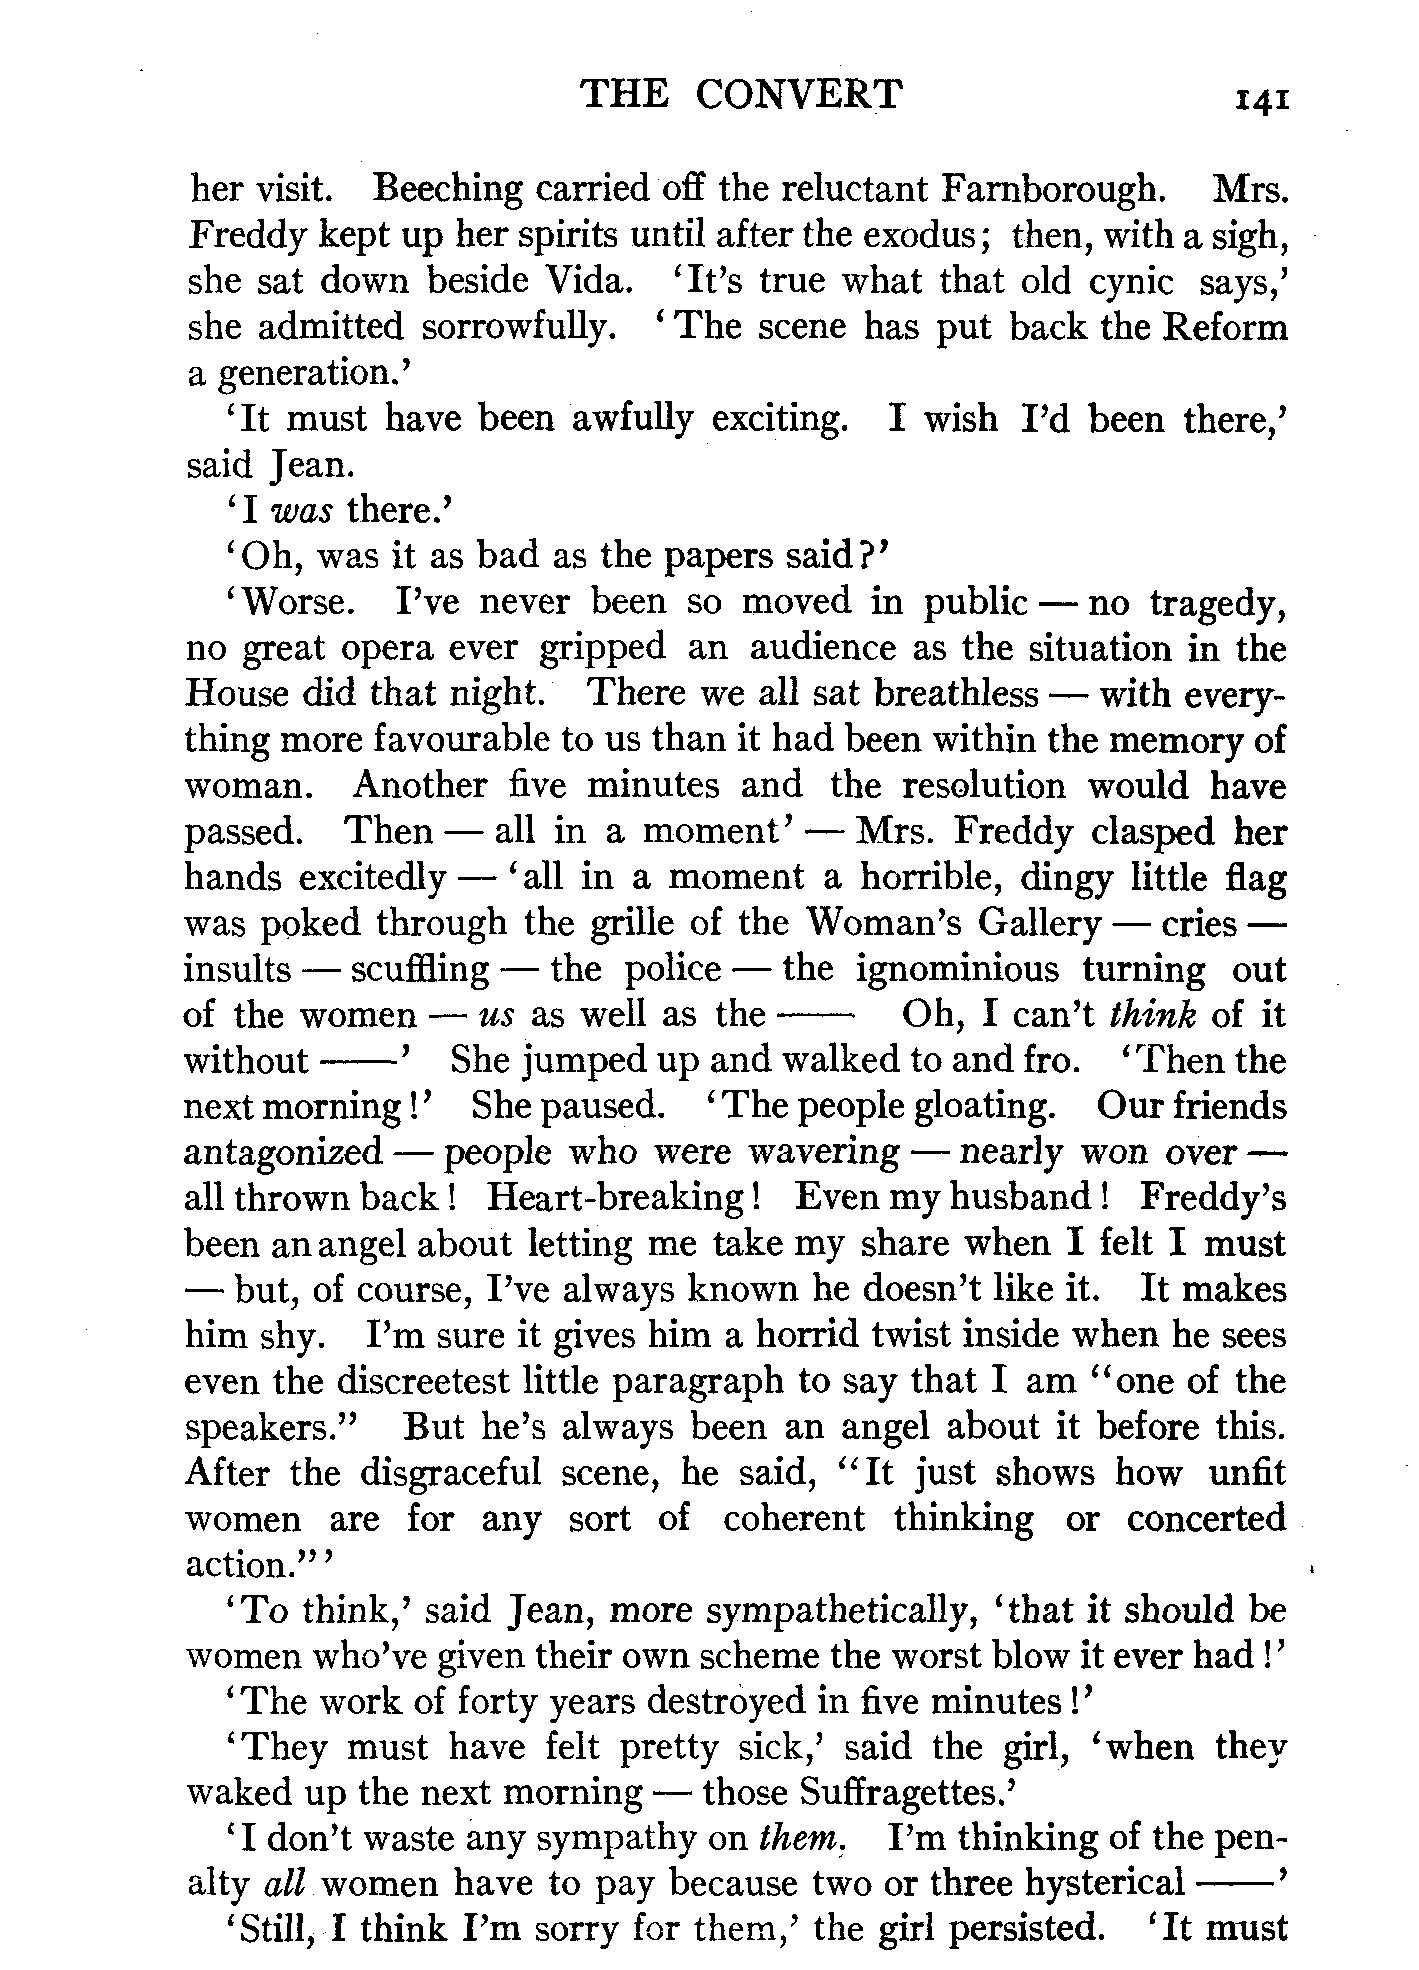 THE CONVERT 141
her visit. Beeching carried off the reluctant Farnborough. Mrs.
Freddy kept up her spirits until after the exodus; then, with a sigh,
she sat down beside Vida. 'It's true what that old cynic says,'
she admitted sorrowfully. 'The scene has put back the Reform
a generation.'
'It must have been awfully exciting. I wish I'd been there,'
said Jean.
'I was there.'
'Oh, was it as bad as the papers said?'
'Worse. I've never been so moved in public — no tragedy,
no great opera ever gripped an audience as the situation in the
House did that night. There we all sat breathless — with every-
thing more favourable to us than it had been within the memory of
woman. Another five minutes and the resolution would have
passed. Then — all in a moment' — Mrs. Freddy clasped her
hands excitedly — 'all in a moment a horrible, dingy little flag
was poked through the grille of the Woman's Gallery — cries —
insults — scuffling — the police — the ignominious turning out
of the women — us as well as the —— Oh, I can't think of it
without ——' She jumped up and walked to and fro. 'Then the
next morning!' She paused. 'The people gloating. Our friends
antagonized — people who were wavering — nearly won over —
all thrown back! Heart-breaking! Even my husband! Freddy's
been an angel about letting me take my share when I felt I must
— but, of course, I've always known he doesn't like it. It makes
him shy. I'm sure it gives him a horrid twist inside when he sees
even the discreetest little paragraph to say that I am "one of the
speakers." But he's always been an angel about it before this.
After the disgraceful scene, he said, "It just shows how unfit
women are for any sort of coherent thinking or concerted
action."'
'To think,' said Jean, more sympathetically, 'that it should be
women who've given their own scheme the worst blow it ever had!'
'The work of forty years destroyed in five minutes!'
'They must have felt pretty sick,' said the girl, 'when they
waked up the next morning — those Suffragettes.'
'I don't waste any sympathy on them. I'm thinking of the pen-
alty all women have to pay because two or three hysterical ——'
'Still, I think I'm sorry for them,' the girl persisted. 'It must